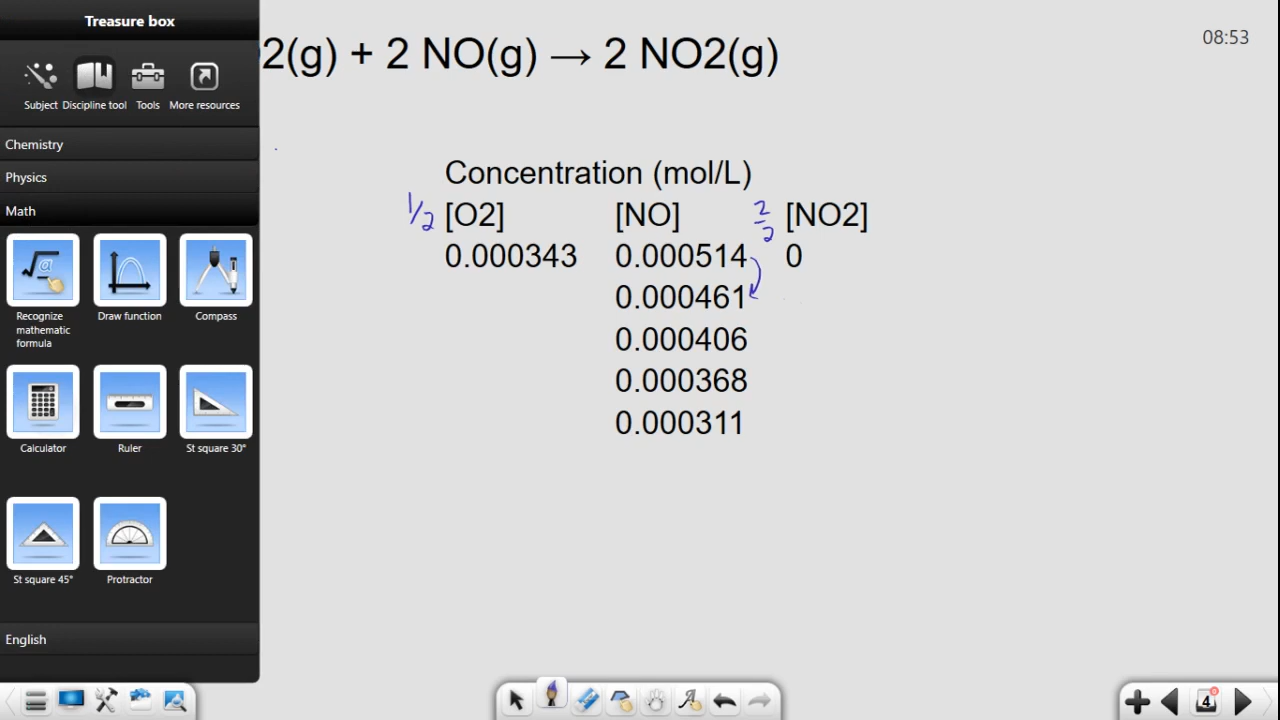 Treasure box
Subject Discipline tool Tools More resources
Chemistry
Physics
Math
Recognize mathematic formula
Draw function
Compass
Calculator
Ruler
St square 30°
St square 45°
Protractor
English
08:53
2(g) + 2 NO(g) → 2 NO2(g)
Concentration (mol/L)
1/2 [O2] [NO] 2/2 [NO2]
0.000343 0.000514 0
0.000461
0.000406
0.000368
0.000311
4